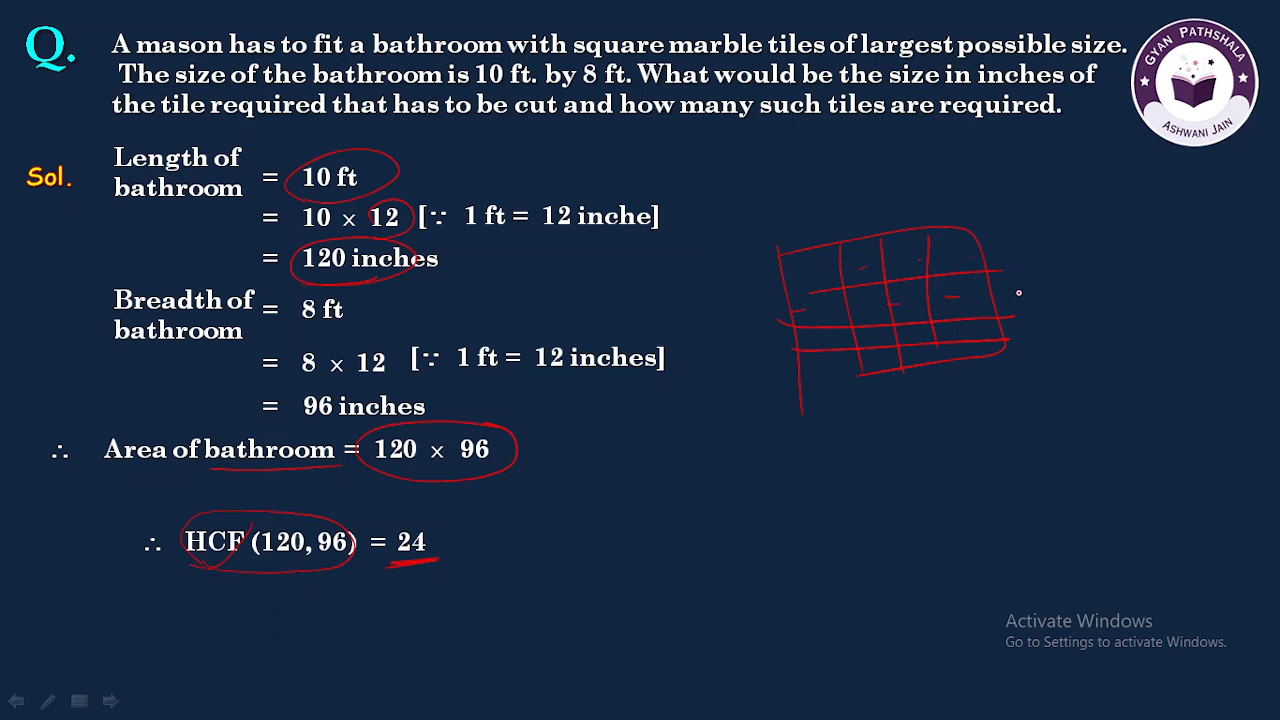 Q.
A mason has to fit a bathroom with square marble tiles of largest possible size.
The size of the bathroom is 10 ft. by 8 ft. What would be the size in inches of
the tile required that has to be cut and how many such tiles are required.
GYAN PATHSHALA
ASHWANI JAIN
Sol.
Length of
bathroom = 10 ft
= 10 × 12 [∵ 1 ft = 12 inche]
= 120 inches
Breadth of
bathroom = 8 ft
= 8 × 12 [∵ 1 ft = 12 inches]
= 96 inches
∴ Area of bathroom = 120 × 96
∴ HCF (120, 96) = 24
Activate Windows
Go to Settings to activate Windows.